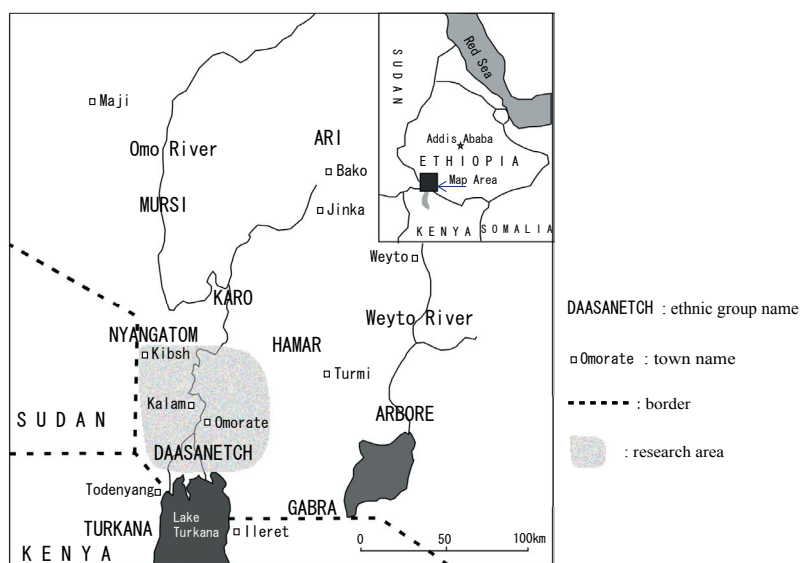 SUDAN
Red Sea
Addis Ababa
ETHIOPIA
Map Area
KENYA
SOMALIA
Maji
Omo River
ARI
Bako
MURSI
Jinka
Weyto
KARO
Weyto River
NYANGATOM
HAMAR
Kibsh
Turmi
Kalam
SUDAN
Omorate
ARBORE
DAASANETCH
Todenyang
GABRA
TURKANA
Lake
Turkana
Ileret
KENYA
0 50 100km
DAASANETCH : ethnic group name
Omorate : town name
: border
: research area